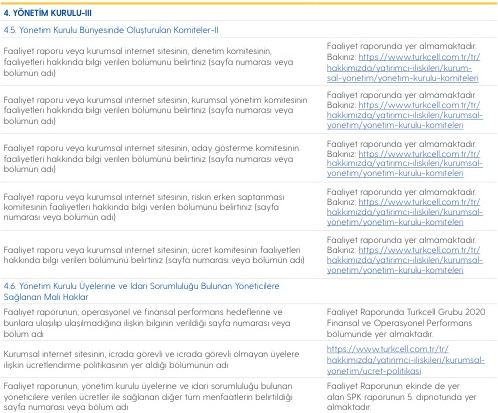 4. YÖNETİM KURULU-III
4.5. Yönetim Kurulu Bünyesinde Oluşturulan Komiteler-II
Faaliyet raporu veya kurumsal internet sitesinin, denetim komitesinin,
faaliyetleri hakkında bilgi verilen bölümünü belirtiniz (sayfa numarası veya
bölümün adı)
Faaliyet raporunda yer almamaktadır.
Bakınız: https://www.turkcell.com.tr/tr/
hakkimizda/yatirimci-iliskileri/kurum-
sal-yonetim/yonetim-kurulu-komiteleri
Faaliyet raporu veya kurumsal internet sitesinin, kurumsal yönetim komitesinin
faaliyetleri hakkında bilgi verilen bölümünü belirtiniz (sayfa numarası veya
bölümün adı)
Faaliyet raporunda yer almamaktadır.
Bakınız: https://www.turkcell.com.tr/tr/
hakkimizda/yatirimci-iliskileri/kurumsal-
yonetim/yonetim-kurulu-komiteleri
Faaliyet raporu veya kurumsal internet sitesinin, aday gösterme komitesinin
faaliyetleri hakkında bilgi verilen bölümünü belirtiniz (sayfa numarası veya
bölümün adı)
Faaliyet raporunda yer almamaktadır.
Bakınız: https://www.turkcell.com.tr/tr/
hakkimizda/yatirimci-iliskileri/kurumsal-
yonetim/yonetim-kurulu-komiteleri
Faaliyet raporu veya kurumsal internet sitesinin, riskin erken saptanması
komitesinin faaliyetleri hakkında bilgi verilen bölümünü belirtiniz (sayfa
numarası veya bölümün adı)
Faaliyet raporunda yer almamaktadır.
Bakınız: https://www.turkcell.com.tr/tr/
hakkimizda/yatirimci-iliskileri/kurumsal-
yonetim/yonetim-kurulu-komiteleri
Faaliyet raporu veya kurumsal internet sitesinin, ücret komitesinin faaliyetleri
hakkında bilgi verilen bölümünü belirtiniz (sayfa numarası veya bölümün adı)
Faaliyet raporunda yer almamaktadır.
Bakınız: https://www.turkcell.com.tr/tr/
hakkimizda/yatirimci-iliskileri/kurumsal-
yonetim/yonetim-kurulu-komiteleri
4.6. Yönetim Kurulu Üyelerine ve İdari Sorumluluğu Bulunan Yöneticilere
Sağlanan Mali Haklar
Faaliyet raporunun, operasyonel ve finansal performans hedeflerine ve
bunlara ulaşılıp ulaşılmadığına ilişkin bilginin verildiği sayfa numarası veya
bölüm adı
Faaliyet Raporunda Turkcell Grubu 2020
Finansal ve Operasyonel Performans
bölümünde yer almaktadır.
Kurumsal internet sitesinin, icrada görevli ve icrada görevli olmayan üyelere
ilişkin ücretlendirme politikasının yer aldığı bölümünün adı
https://www.turkcell.com.tr/tr/
hakkimizda/yatirimci-iliskileri/kurumsal-
yonetim/ucret-politikasi
Faaliyet raporunun, yönetim kurulu üyelerine ve idari sorumluluğu bulunan
yöneticilere verilen ücretler ile sağlanan diğer tüm menfaatlerin belirtildiği
sayfa numarası veya bölüm adı
Faaliyet Raporunun ekinde de yer
alan SPK raporunun 5. dipnotunda yer
almaktadır.